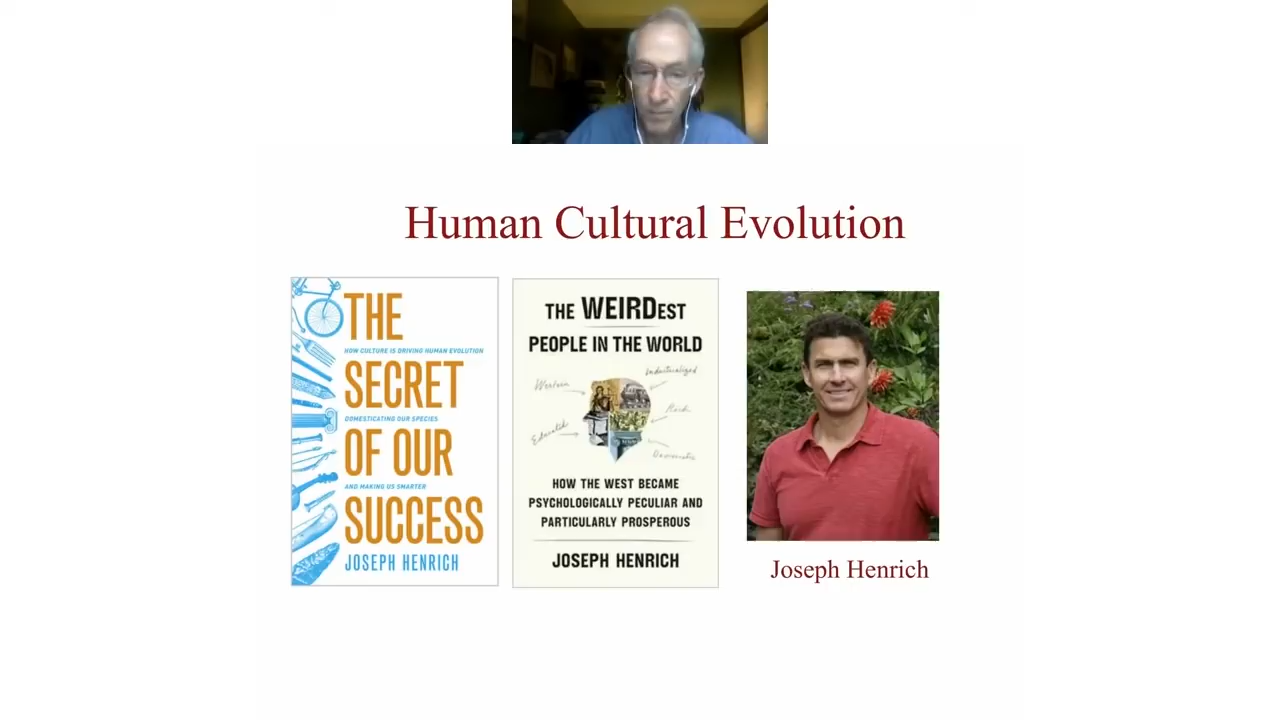 Human Cultural Evolution
THE
HOW CULTURE IS DRIVING HUMAN EVOLUTION
SECRET
DOMESTICATING OUR SPECIES
OF OUR
AND MAKING US SMARTER
SUCCESS
JOSEPH HENRICH
THE WEIRDEST
PEOPLE IN THE WORLD
Western
Industrialized
Rich
Educated
Democratic
HOW THE WEST BECAME
PSYCHOLOGICALLY PECULIAR AND
PARTICULARLY PROSPEROUS
JOSEPH HENRICH
Joseph Henrich